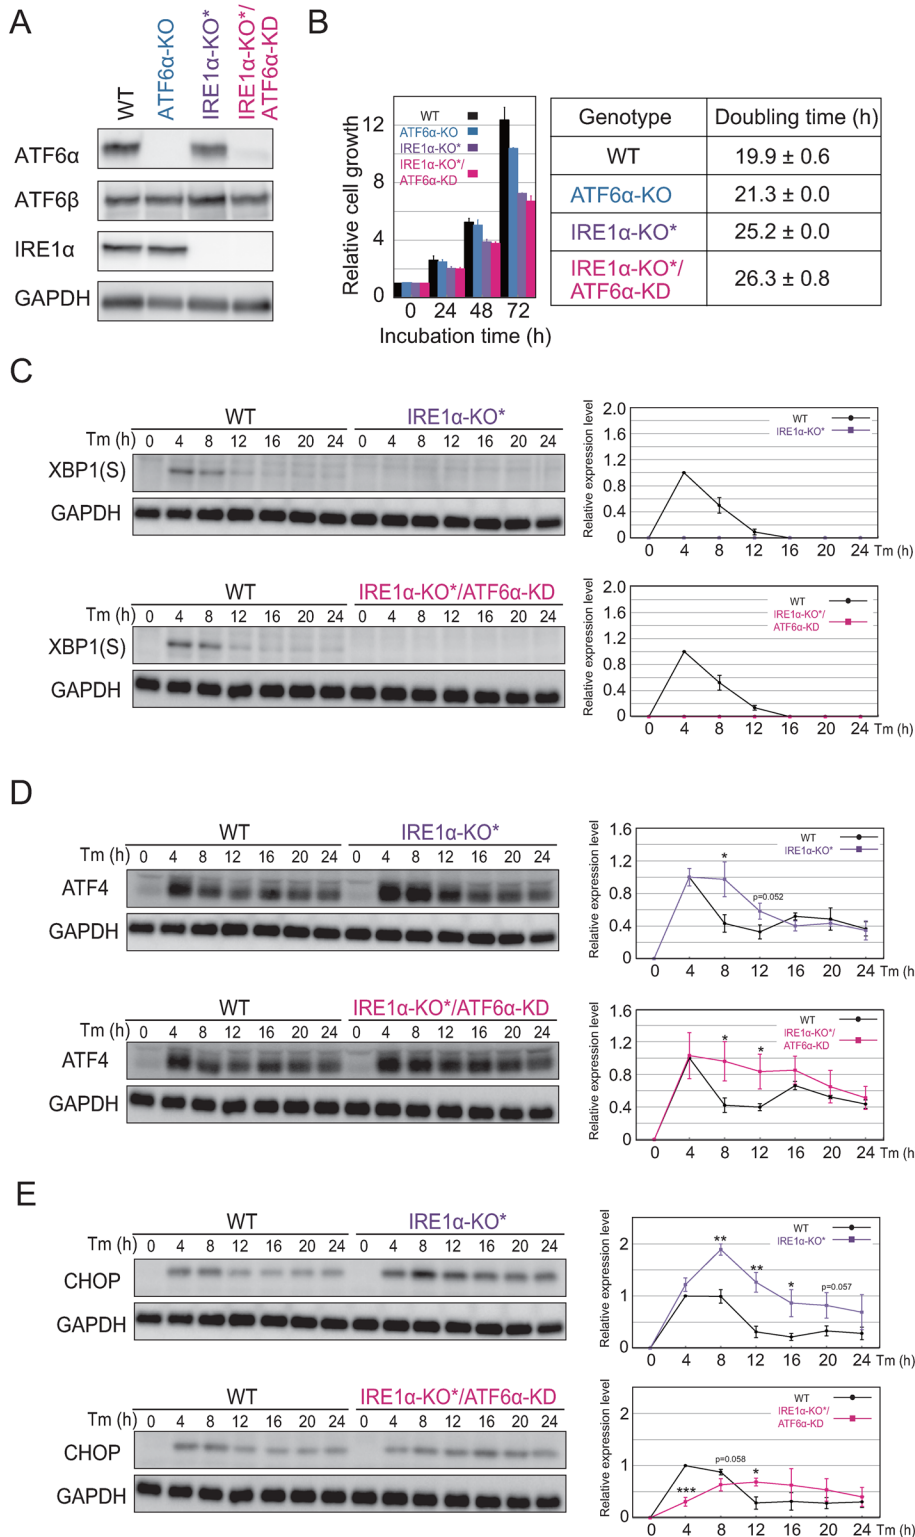 A
WT
ATF6α-KO
IRE1α-KO*
IRE1α-KO*/
ATF6α-KD
ATF6α
ATF6β
IRE1α
GAPDH
B
Relative cell growth
12
8
4
0
WT
ATF6α-KO
IRE1α-KO*
IRE1α-KO*/
ATF6α-KD
0 24 48 72
Incubation time (h)
Genotype Doubling time (h)
WT 19.9 ± 0.6
ATF6α-KO 21.3 ± 0.0
IRE1α-KO* 25.2 ± 0.0
IRE1α-KO*/
ATF6α-KD 26.3 ± 0.8
C
WT IRE1α-KO*
Tm (h) 0 4 8 12 16 20 24 0 4 8 12 16 20 24
XBP1(S)
GAPDH
Relative expression level
2.0
1.6
1.2
0.8
0.4
0
WT
IRE1α-KO*
0 4 8 12 16 20 24 Tm (h)
WT IRE1α-KO*/ATF6α-KD
Tm (h) 0 4 8 12 16 20 24 0 4 8 12 16 20 24
XBP1(S)
GAPDH
Relative expression level
2.0
1.6
1.2
0.8
0.4
0
WT
IRE1α-KO*/
ATF6α-KD
0 4 8 12 16 20 24 Tm (h)
D
WT IRE1α-KO*
Tm (h) 0 4 8 12 16 20 24 0 4 8 12 16 20 24
ATF4
GAPDH
Relative expression level
1.6
1.2
0.8
0.4
0
WT
IRE1α-KO*
*
p=0.052
0 4 8 12 16 20 24 Tm (h
WT IRE1α-KO*/ATF6α-KD
Tm (h) 0 4 8 12 16 20 24 0 4 8 12 16 20 24
ATF4
GAPDH
Relative expression level
1.6
1.2
0.8
0.4
0
WT
IRE1α-KO*/
ATF6α-KD
* *
0 4 8 12 16 20 24 Tm (h
E
WT IRE1α-KO*
Tm (h) 0 4 8 12 16 20 24 0 4 8 12 16 20 24
CHOP
GAPDH
Relative expression level
2
1
0
WT
IRE1α-KO*
** ** * p=0.057
0 4 8 12 16 20 24 Tm (h)
WT IRE1α-KO*/ATF6α-KD
Tm (h) 0 4 8 12 16 20 24 0 4 8 12 16 20 24
CHOP
GAPDH
Relative expression level
2
1
0
WT
IRE1α-KO*/
ATF6α-KD
*** p=0.058 *
0 4 8 12 16 20 24 Tm (h)